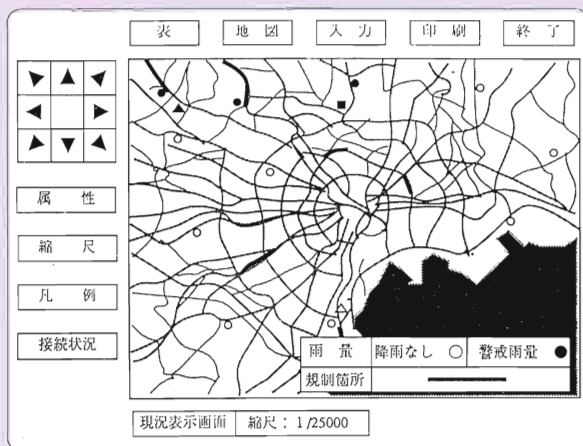 表 地図 入力 印刷 終了
属性
縮尺
凡例
接続状況
雨量 降雨なし ○ 警戒雨量 ●
規制箇所
現況表示画面 縮尺：1/25000